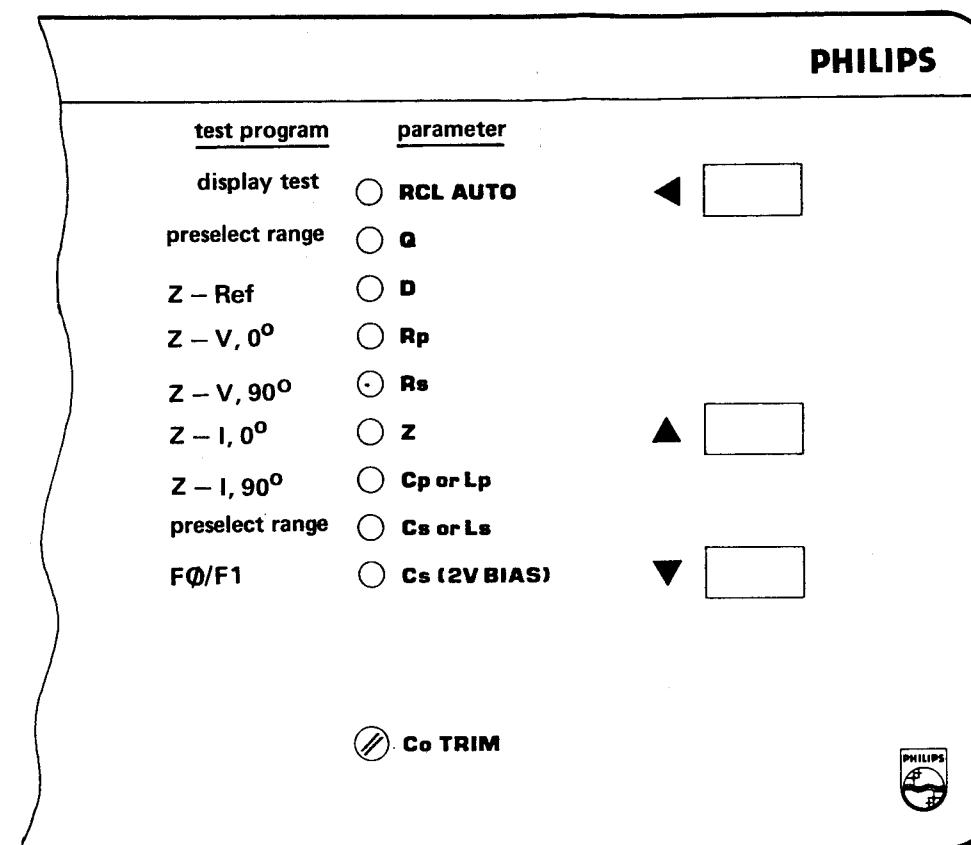 PHILIPS
test program parameter
display test RCL AUTO
preselect range Q
Z – Ref D
Z – V, 0° Rp
Z – V, 90° Rs
Z – I, 0° Z
Z – I, 90° Cp or Lp
preselect range Cs or Ls
FØ/F1 Cs (2V BIAS)
Co TRIM
PHILIPS